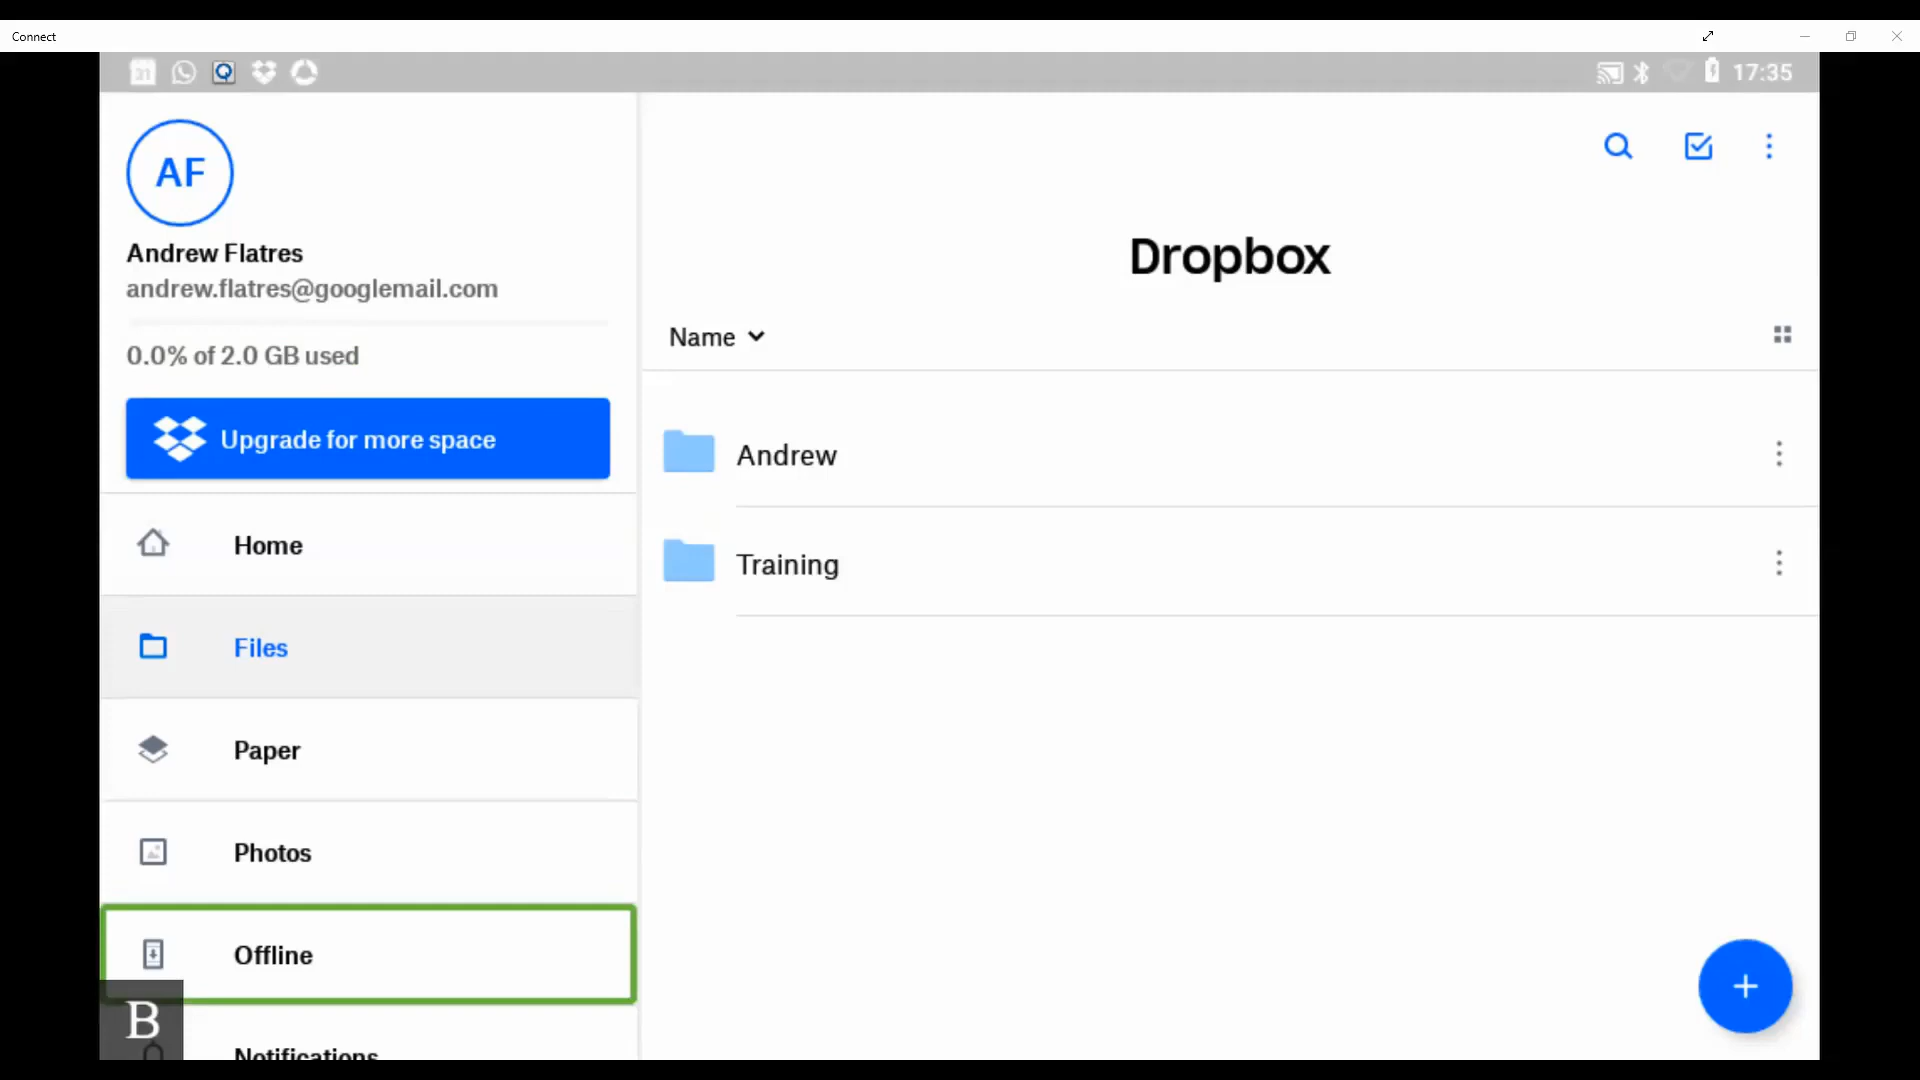 Connect
31
17:35
AF
Andrew Flatres
andrew.flatres@googlemail.com
0.0% of 2.0 GB used
Upgrade for more space
Home
Files
Paper
Photos
Offline
Notifications
B
Dropbox
Name
Andrew
Training